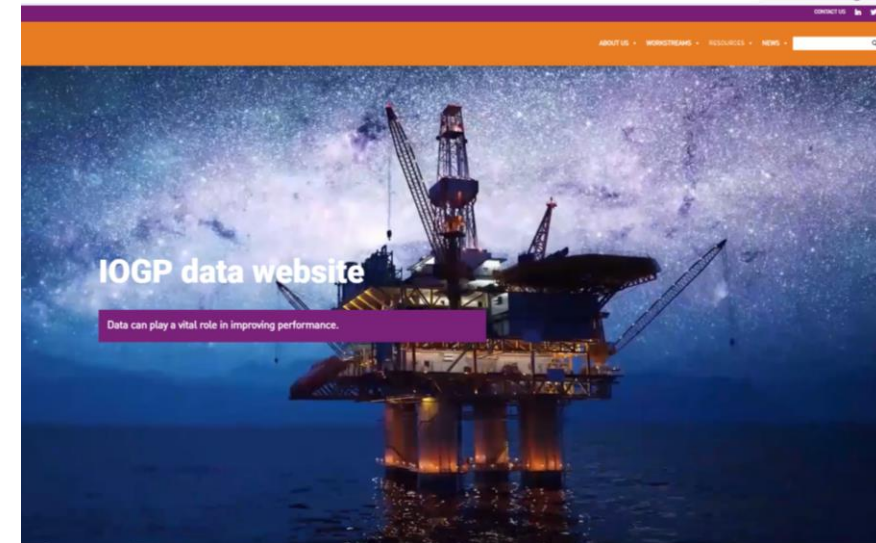 CONTACT US
ABOUT US
WORKSTREAMS
RESOURCES
NEWS
IOGP data website
Data can play a vital role in improving performance.